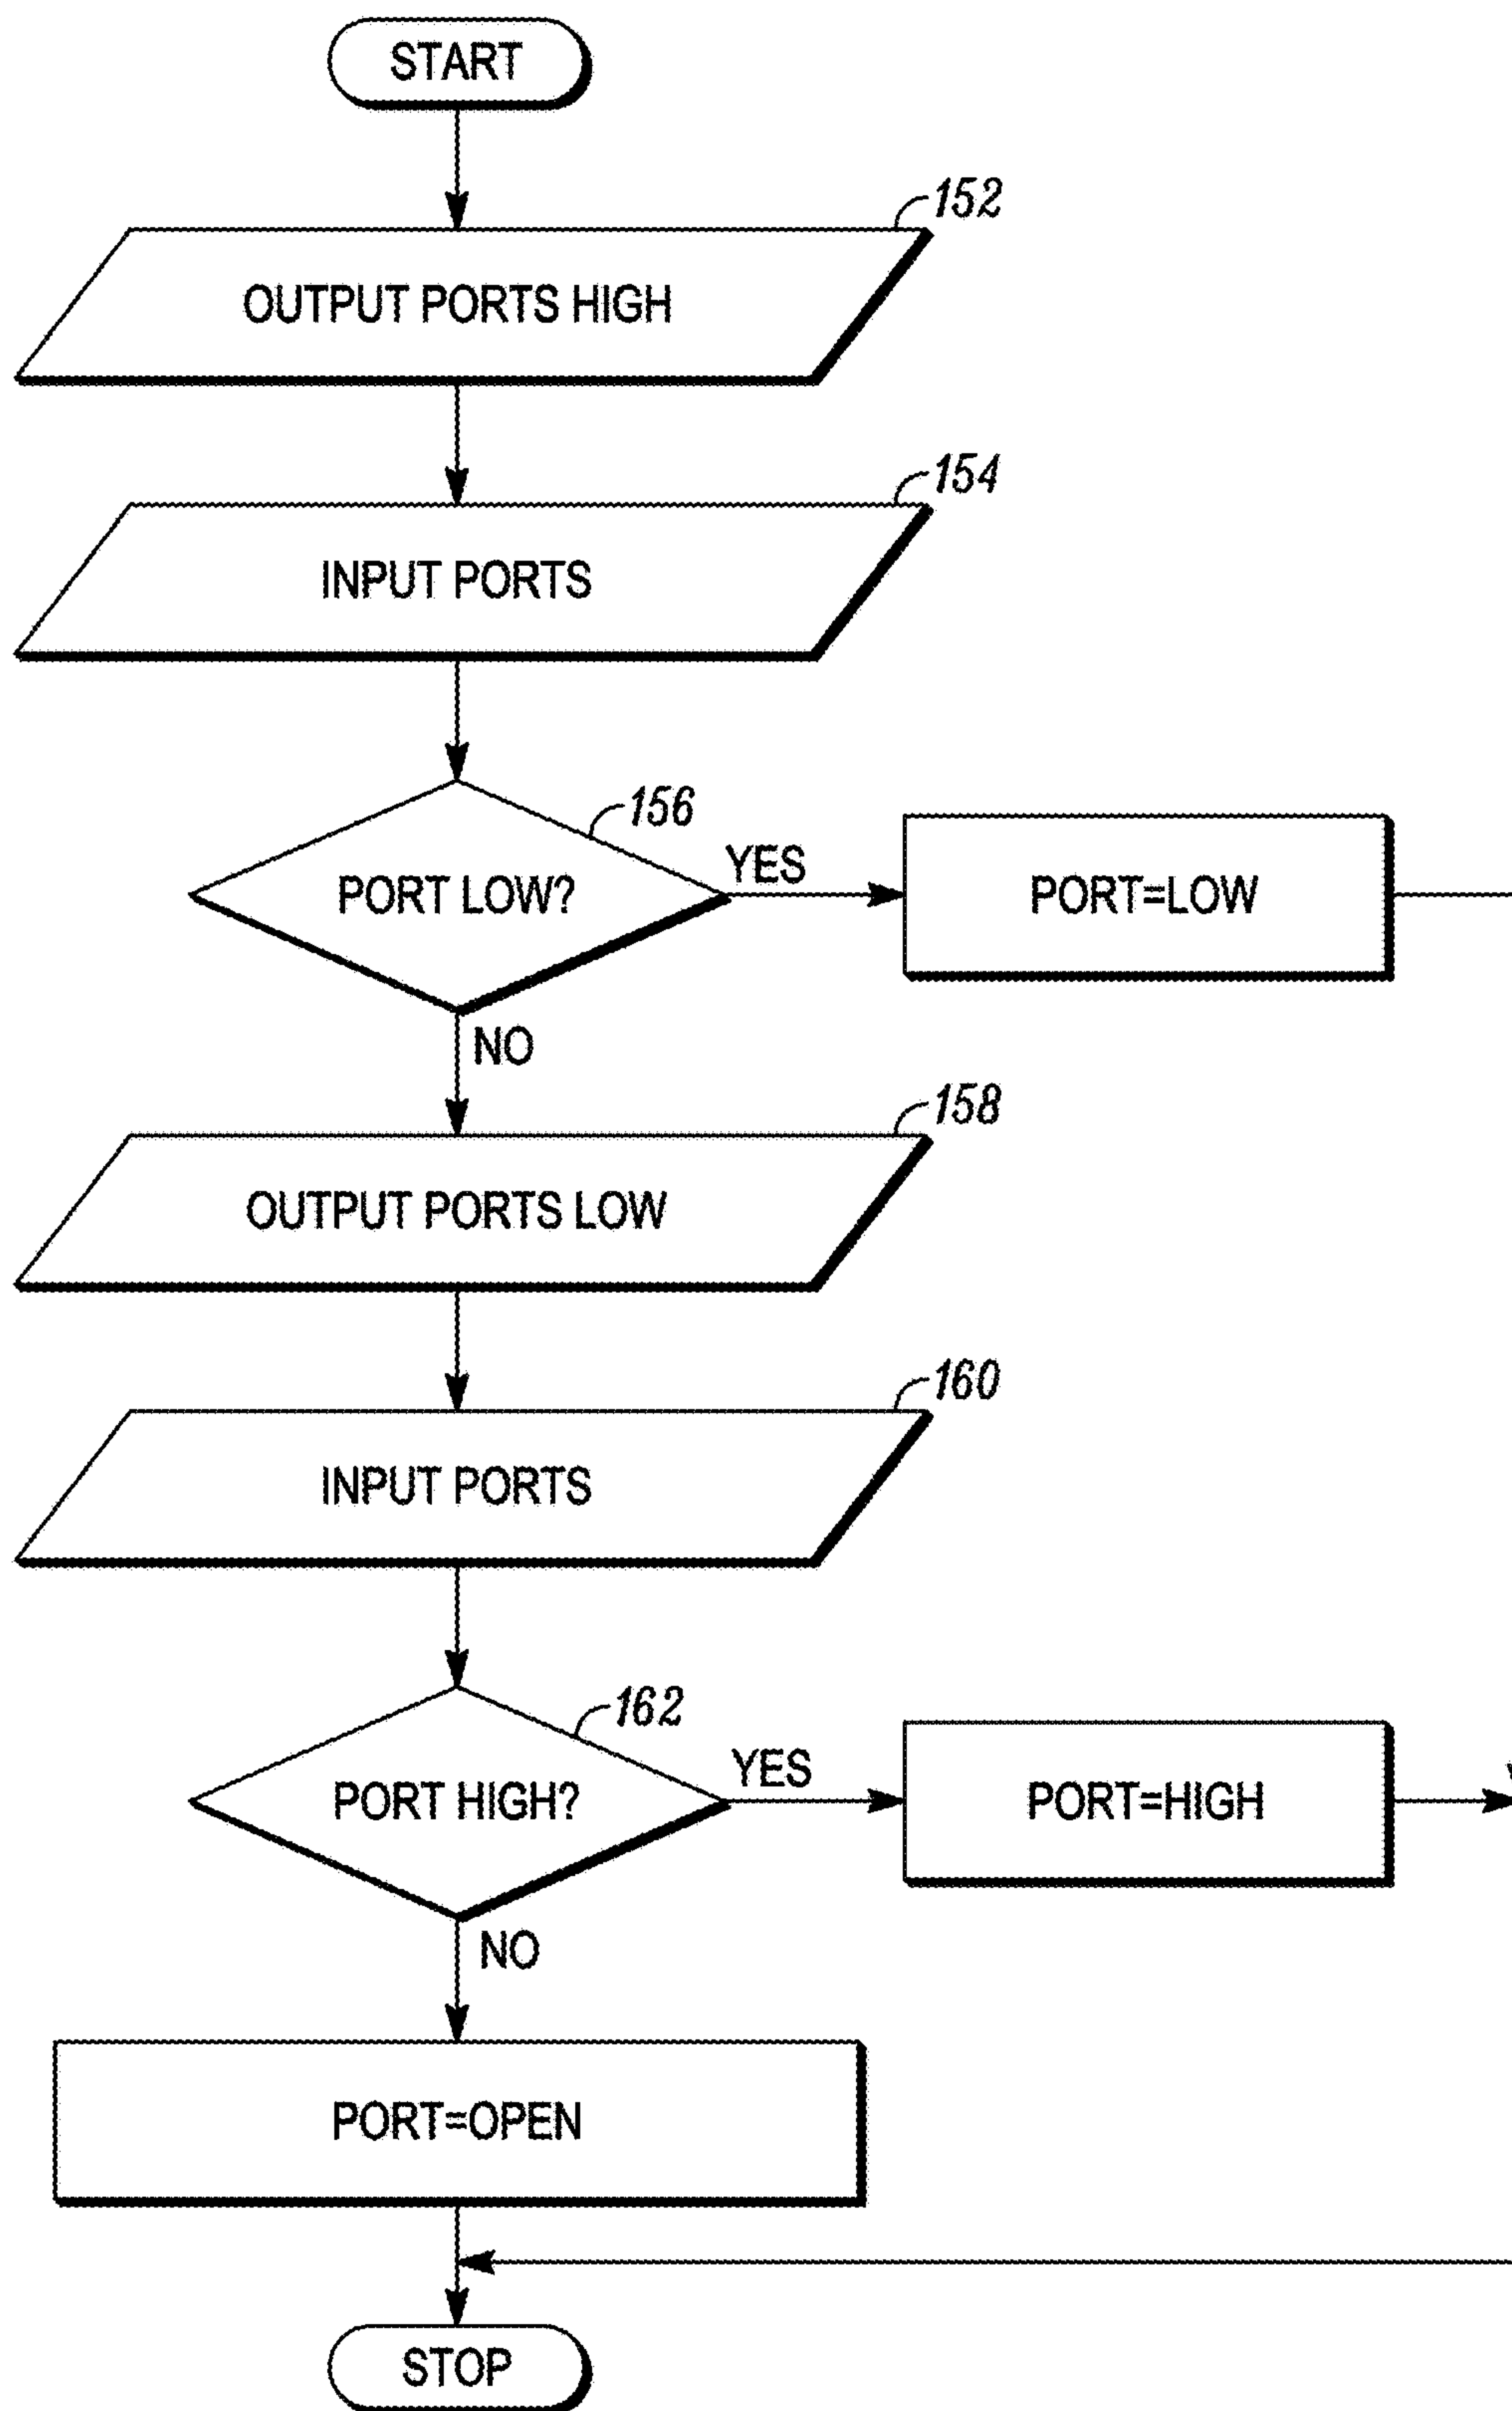 START
152
OUTPUT PORTS HIGH
154
INPUT PORTS
156
PORT LOW?
YES
PORT=LOW
NO
158
OUTPUT PORTS LOW
160
INPUT PORTS
162
PORT HIGH?
YES
PORT=HIGH
NO
PORT=OPEN
STOP